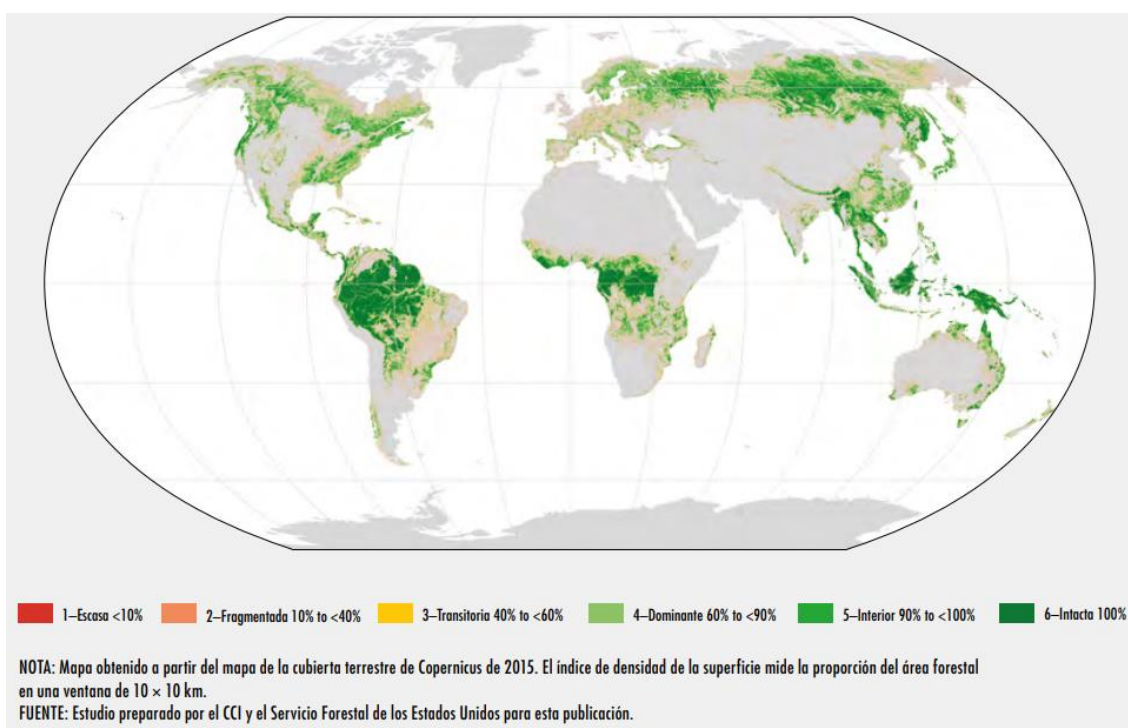 1–Escasa <10% 2–Fragmentada 10% to <40% 3–Transitoria 40% to <60% 4–Dominante 60% to <90% 5–Interior 90% to <100% 6–Intacta 100%
NOTA: Mapa obtenido a partir del mapa de la cubierta terrestre de Copernicus de 2015. El índice de densidad de la superficie mide la proporción del área forestal
en una ventana de 10 × 10 km.
FUENTE: Estudio preparado por el CCI y el Servicio Forestal de los Estados Unidos para esta publicación.